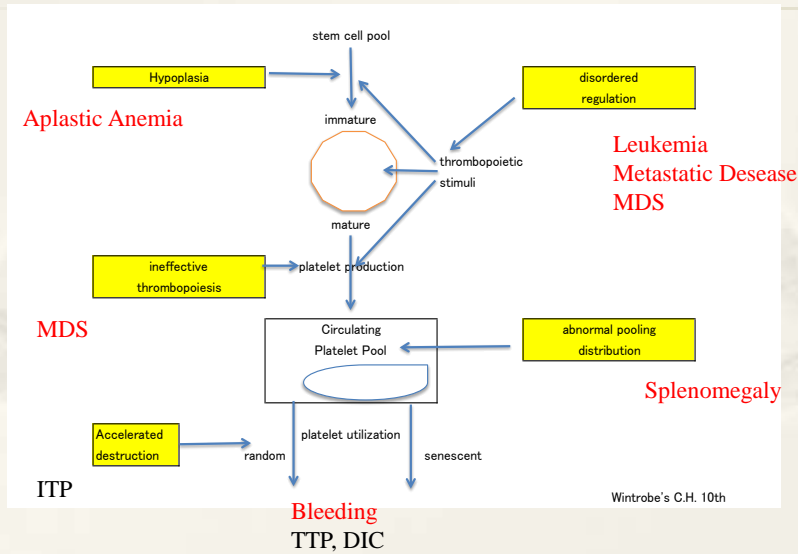 stem cell pool
Hypoplasia
disordered
regulation
Aplastic Anemia
immature
Leukemia
Metastatic Desease
MDS
thrombopoietic
stimuli
mature
ineffective
thrombopoiesis
platelet production
MDS
Circulating
Platelet Pool
abnormal pooling
distribution
Splenomegaly
Accelerated
destruction
platelet utilization
random
senescent
ITP
Wintrobe's C.H. 10th
Bleeding
TTP, DIC